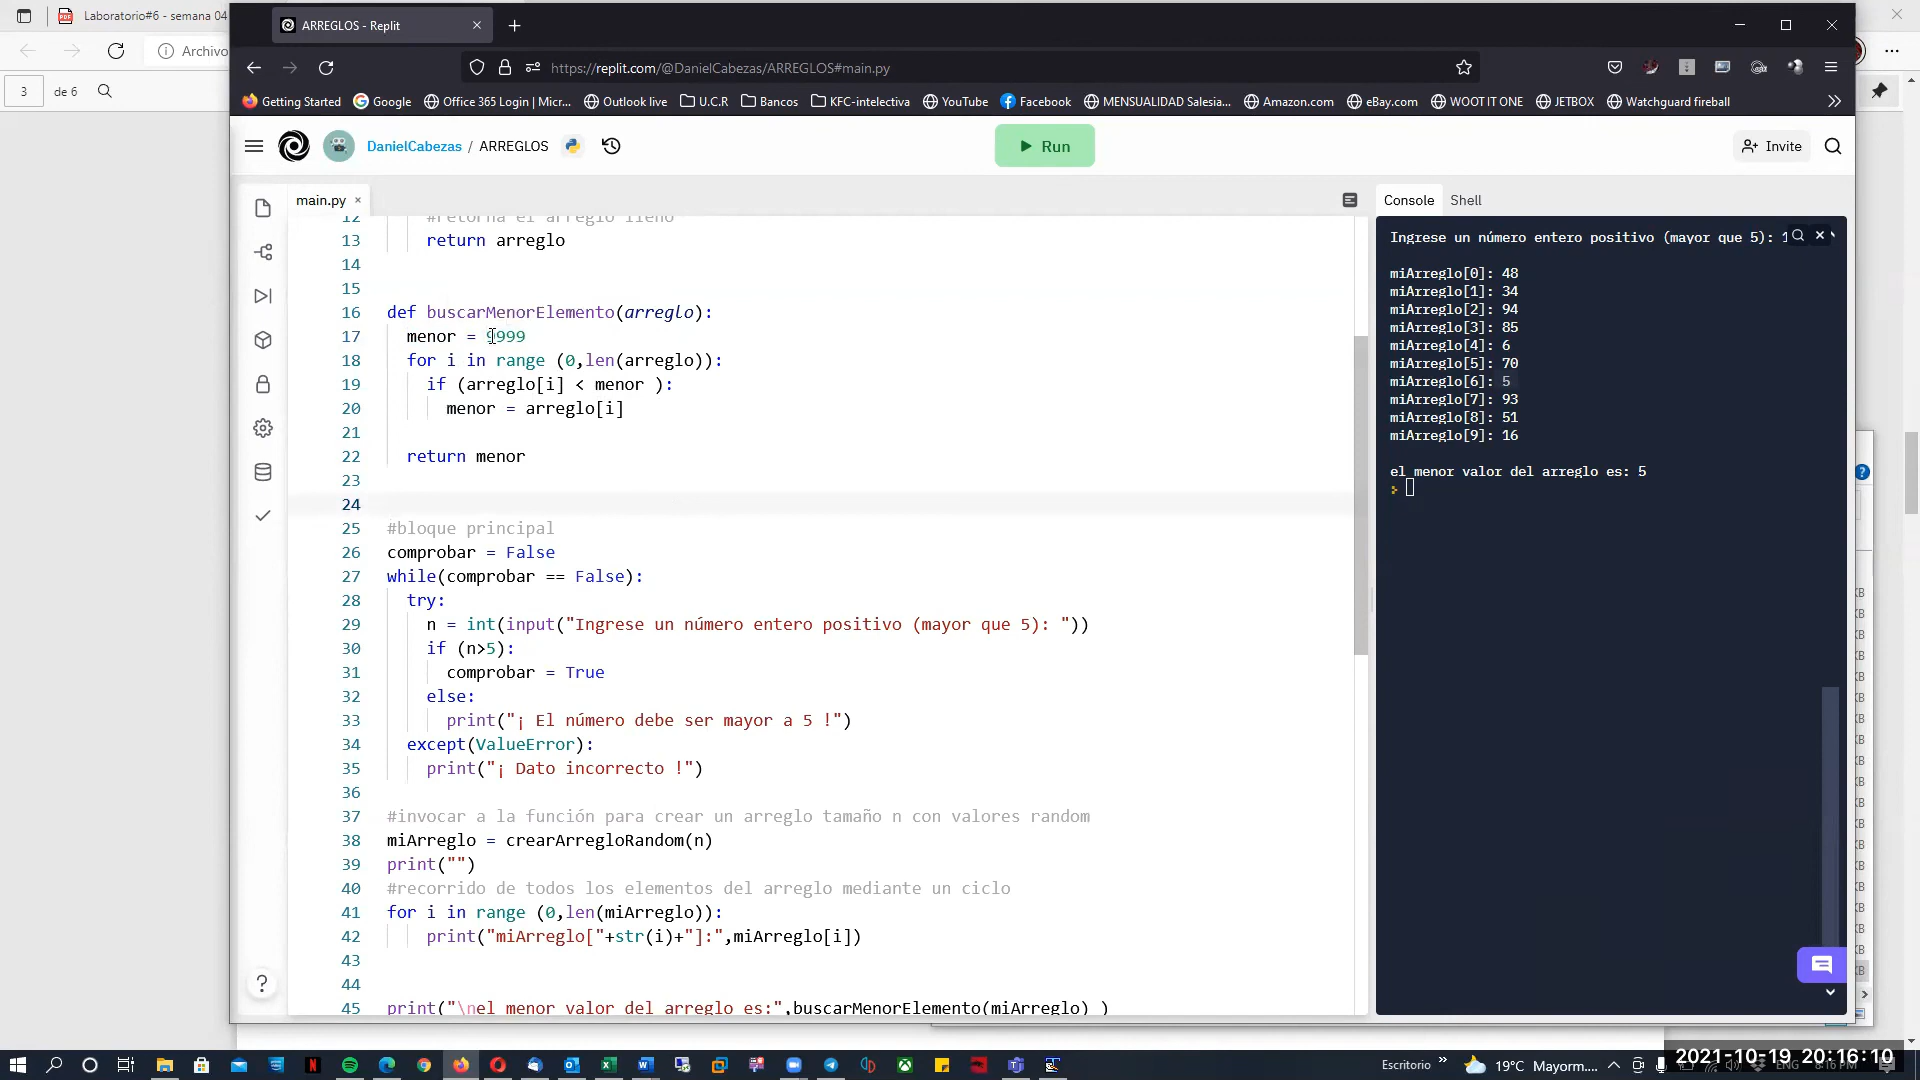 Laboratorio#6 - semana 04
ARREGLOS - Replit
Archivo
https://replit.com/@DanielCabezas/ARREGLOS#main.py
3 de 6
Getting Started Google Office 365 Login | Micr... Outlook live U.C.R Bancos KFC-intelectiva YouTube Facebook MENSUALIDAD Salesia... Amazon.com eBay.com WOOT IT ONE JETBOX Watchguard fireball
DanielCabezas / ARREGLOS
Run
Invite
main.py
Console Shell
12 #retorna el arreglo lleno
13 return arreglo
14
15
16 def buscarMenorElemento(arreglo):
17 menor = 9999
18 for i in range (0,len(arreglo)):
19 if (arreglo[i] < menor ):
20 menor = arreglo[i]
21
22 return menor
23
24
25 #bloque principal
26 comprobar = False
27 while(comprobar == False):
28 try:
29 n = int(input("Ingrese un número entero positivo (mayor que 5): "))
30 if (n>5):
31 comprobar = True
32 else:
33 print("¡ El número debe ser mayor a 5 !")
34 except(ValueError):
35 print("¡ Dato incorrecto !")
36
37 #invocar a la función para crear un arreglo tamaño n con valores random
38 miArreglo = crearArregloRandom(n)
39 print("")
40 #recorrido de todos los elementos del arreglo mediante un ciclo
41 for i in range (0,len(miArreglo)):
42 print("miArreglo["+str(i)+"]:",miArreglo[i])
43
44
45 print("\nel menor valor del arreglo es:",buscarMenorElemento(miArreglo) )
Ingrese un número entero positivo (mayor que 5):
miArreglo[0]: 48
miArreglo[1]: 34
miArreglo[2]: 94
miArreglo[3]: 85
miArreglo[4]: 6
miArreglo[5]: 70
miArreglo[6]: 5
miArreglo[7]: 93
miArreglo[8]: 51
miArreglo[9]: 16
el menor valor del arreglo es: 5
Escritorio
19°C Mayorm....
2021-10-19 20:16:10